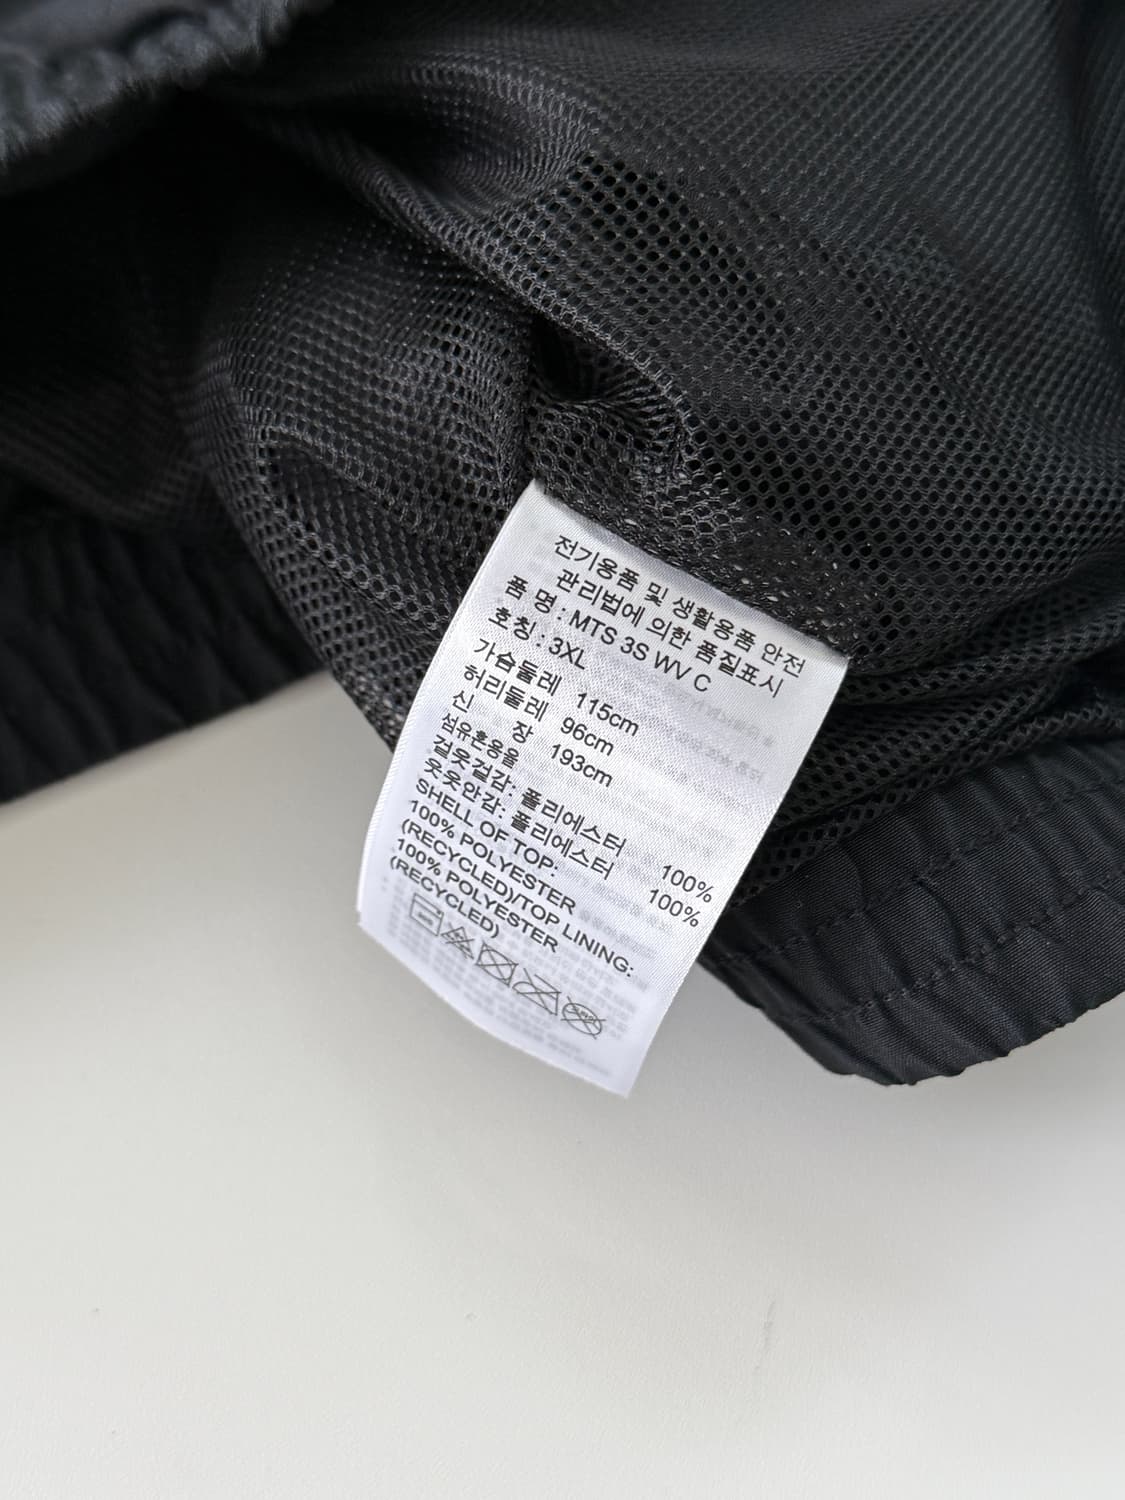 전기용품 및 생활용품 안전
관리법에 의한 품질표시
품 명 : MTS 3S WV C
호칭 : 3XL
가슴둘레 115cm
허리둘레 96cm
신 장 193cm
섬유혼용율
겉옷겉감: 폴리에스터 100%
옷옷안감: 폴리에스터 100%
SHELL OF TOP:
100% POLYESTER
(RECYCLED)/TOP LINING:
100% POLYESTER
(RECYCLED)